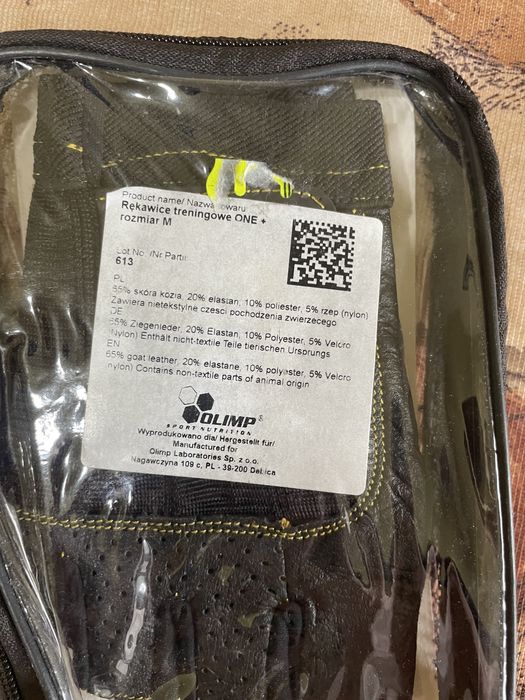 Product name/ Nazwa towaru
Rękawice treningowe ONE +
rozmiar M
Lot No. /Nr Partii:
613
PL
65% skóra kozia, 20% elastan, 10% poliester, 5% rzep (nylon)
Zawiera nietekstylne części pochodzenia zwierzęcego
DE
65% Ziegenleder, 20% Elastan, 10% Polyester, 5% Velcro
(Nylon) Enthält nicht-textile Teile tierischen Ursprungs
EN
65% goat leather, 20% elastane, 10% polyester, 5% Velcro
(nylon) Contains non-textile parts of animal origin
OLIMP®
SPORT NUTRITION
Wyprodukowano dla/ Hergestellt für/
Manufactured for
Olimp Laboratories Sp. z o.o.
Nagawczyna 109 c, PL - 39-200 Dębica